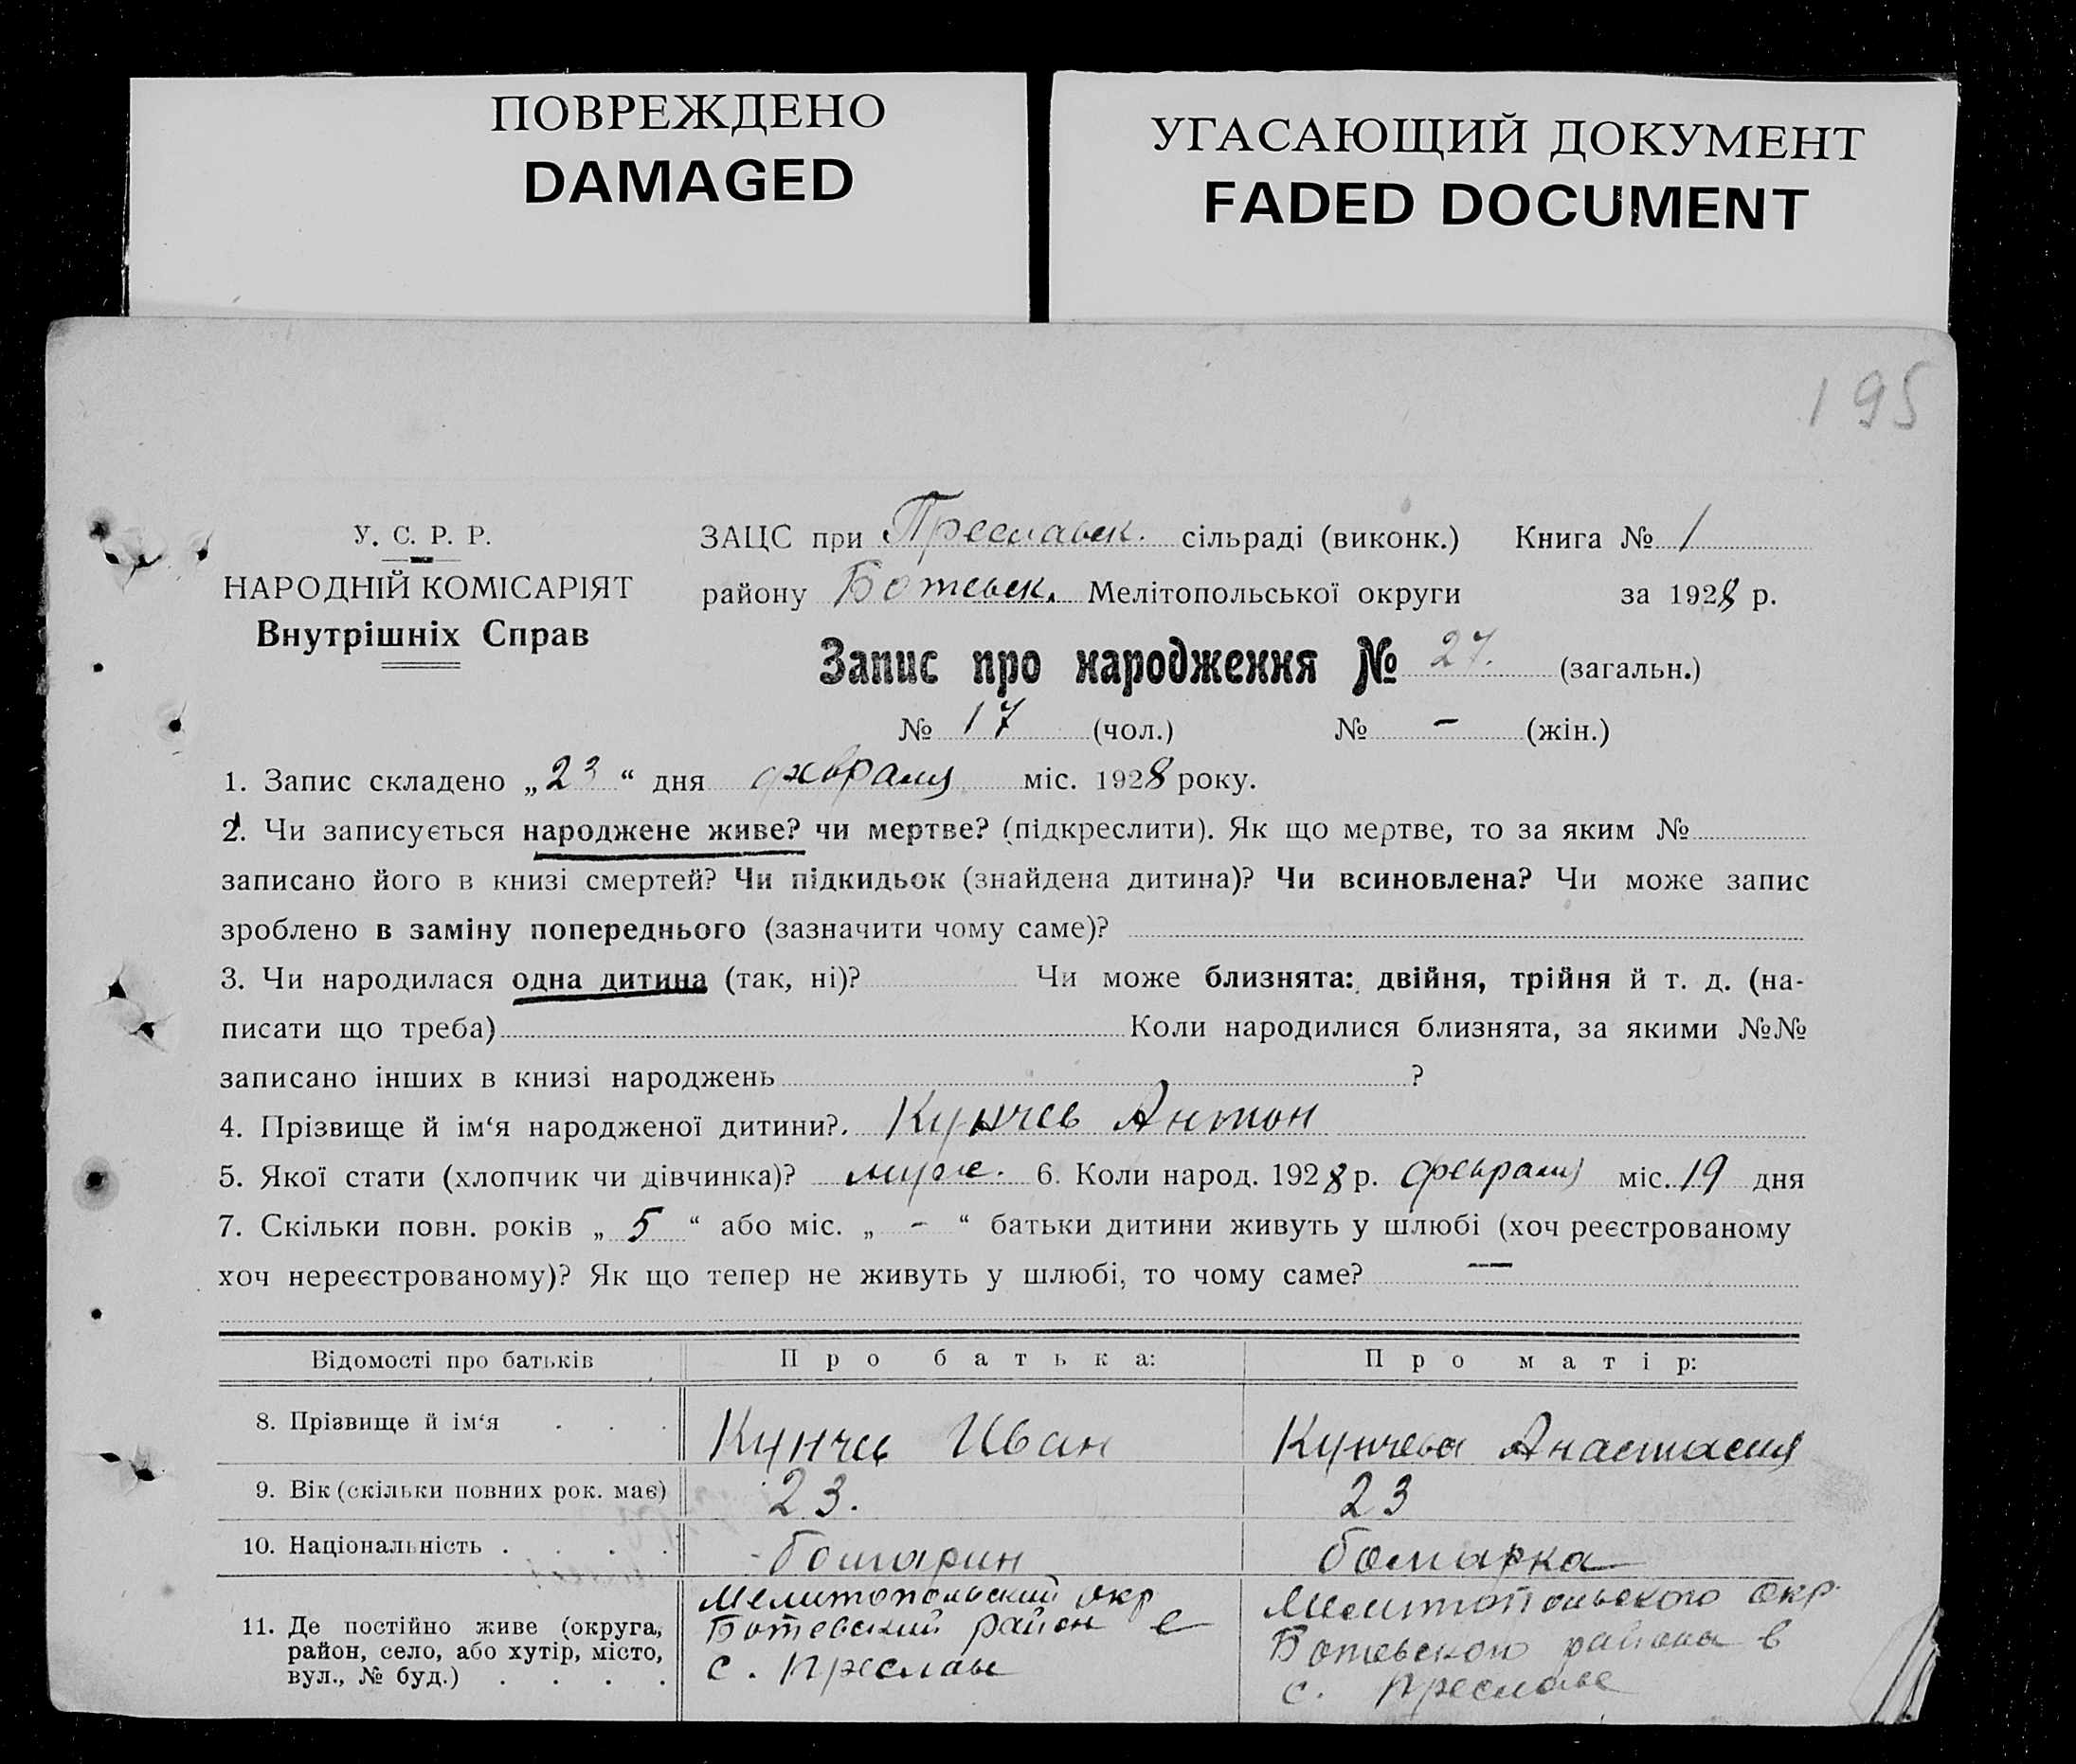 ПОВРЕЖДЕНО
DAMAGED
УГАСАЮЩИЙ ДОКУМЕНТ
FADED DOCUMENT
195
У. С. Р. Р.
НАРОДНІЙ КОМІСАРІЯТ
Внутрішніх Справ
ЗАЦС при Преславск. сільраді (виконк.) Книга № 1
району Ботевск. Мелітопольської округи за 1928 р.
Запис про народження № 27. (загальн.)
№ 17 (чол.) № - (жін.)
1. Запис складено „23“ дня февраля міс. 1928 року.
2. Чи записується народжене живе? чи мертве? (підкреслити). Як що мертве, то за яким №
записано його в книзі смертей? Чи підкидьок (знайдена дитина)? Чи всиновлена? Чи може запис
зроблено в заміну попереднього (зазначити чому саме)?
3. Чи народилася одна дитина (так, ні)? Чи може близнята: двійня, трійня й т. д. (на-
писати що треба) Коли народилися близнята, за якими №№
записано інших в книзі народжень ?
4. Прізвище й ім‘я народженої дитини?. Кунчев Антон
5. Якої стати (хлопчик чи дівчинка)? муж. 6. Коли народ. 1928 р. февраля міс. 19 дня
7. Скільки повн. років „ 5 “ або міс. „ - “ батьки дитини живуть у шлюбі (хоч реєстрованому
хоч нереєстрованому)? Як що тепер не живуть у шлюбі, то чому саме? —
Відомості про батьків Про батька: Про матір:
8. Прізвище й ім‘я . . . Кунчев Иван Кунчева Анастасия
9. Вік (скільки повних рок. має) 23. 23
10. Національність . . . . болгарин болгарка
11. Де постійно живе (округа, район, село, або хутір, місто, вул., № буд.) . . . .
Мелитопольский окр
Ботевский район в
с. Преславе
Мелитопольского окр
Ботевского района в
с. Преславе